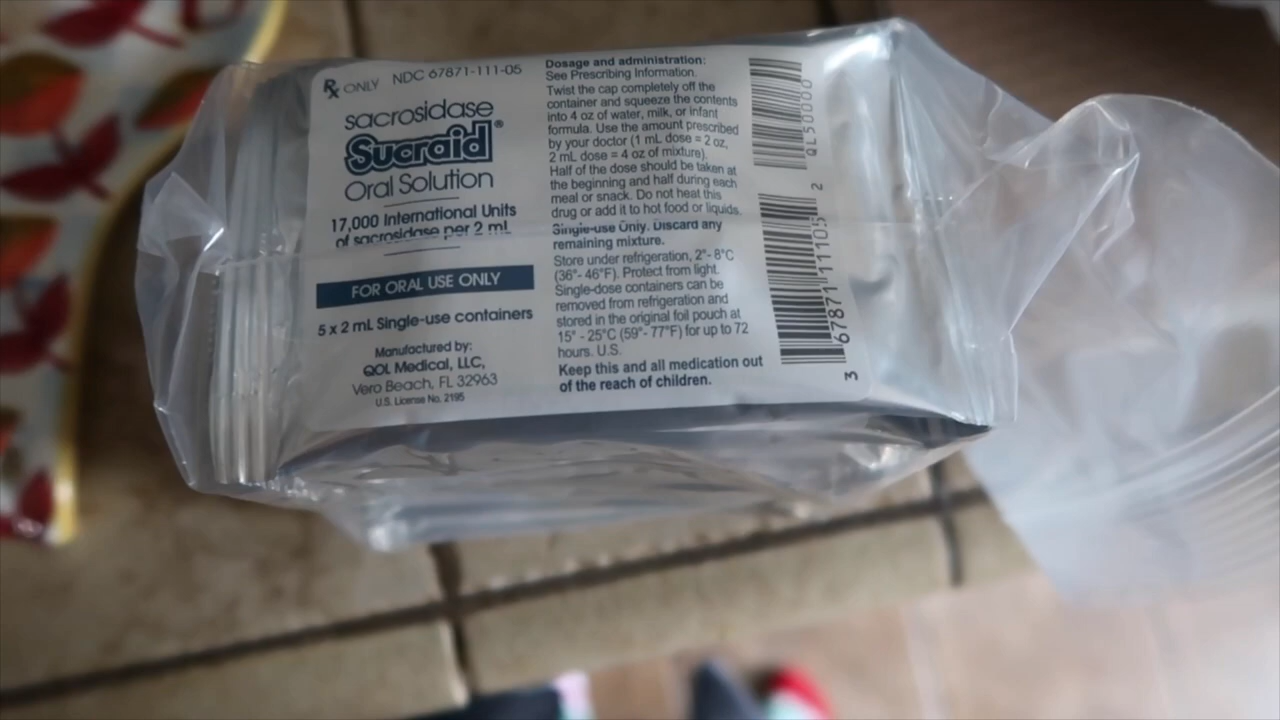 Rx ONLY NDC 67871-111-05
sacrosidase
Sucraid®
Oral Solution
17,000 International Units
of sacrosidase per 2 mL
FOR ORAL USE ONLY
5 x 2 mL Single-use containers
Manufactured by:
QOL Medical, LLC,
Vero Beach, FL 32963
U.S. License No. 2195
Dosage and administration:
See Prescribing Information.
Twist the cap completely off the
container and squeeze the contents
into 4 oz of water, milk, or infant
formula. Use the amount prescribed
by your doctor (1 mL dose = 2 oz,
2 mL dose = 4 oz of mixture).
Half of the dose should be taken at
the beginning and half during each
meal or snack. Do not heat this
drug or add it to hot food or liquids.
Single-use Only. Discard any
remaining mixture.
Store under refrigeration, 2°- 8°C
(36°- 46°F). Protect from light.
Single-dose containers can be
removed from refrigeration and
stored in the original foil pouch at
15° - 25°C (59°- 77°F) for up to 72
hours. U.S.
Keep this and all medication out
of the reach of children.
QL50000
3 67871 11105 2